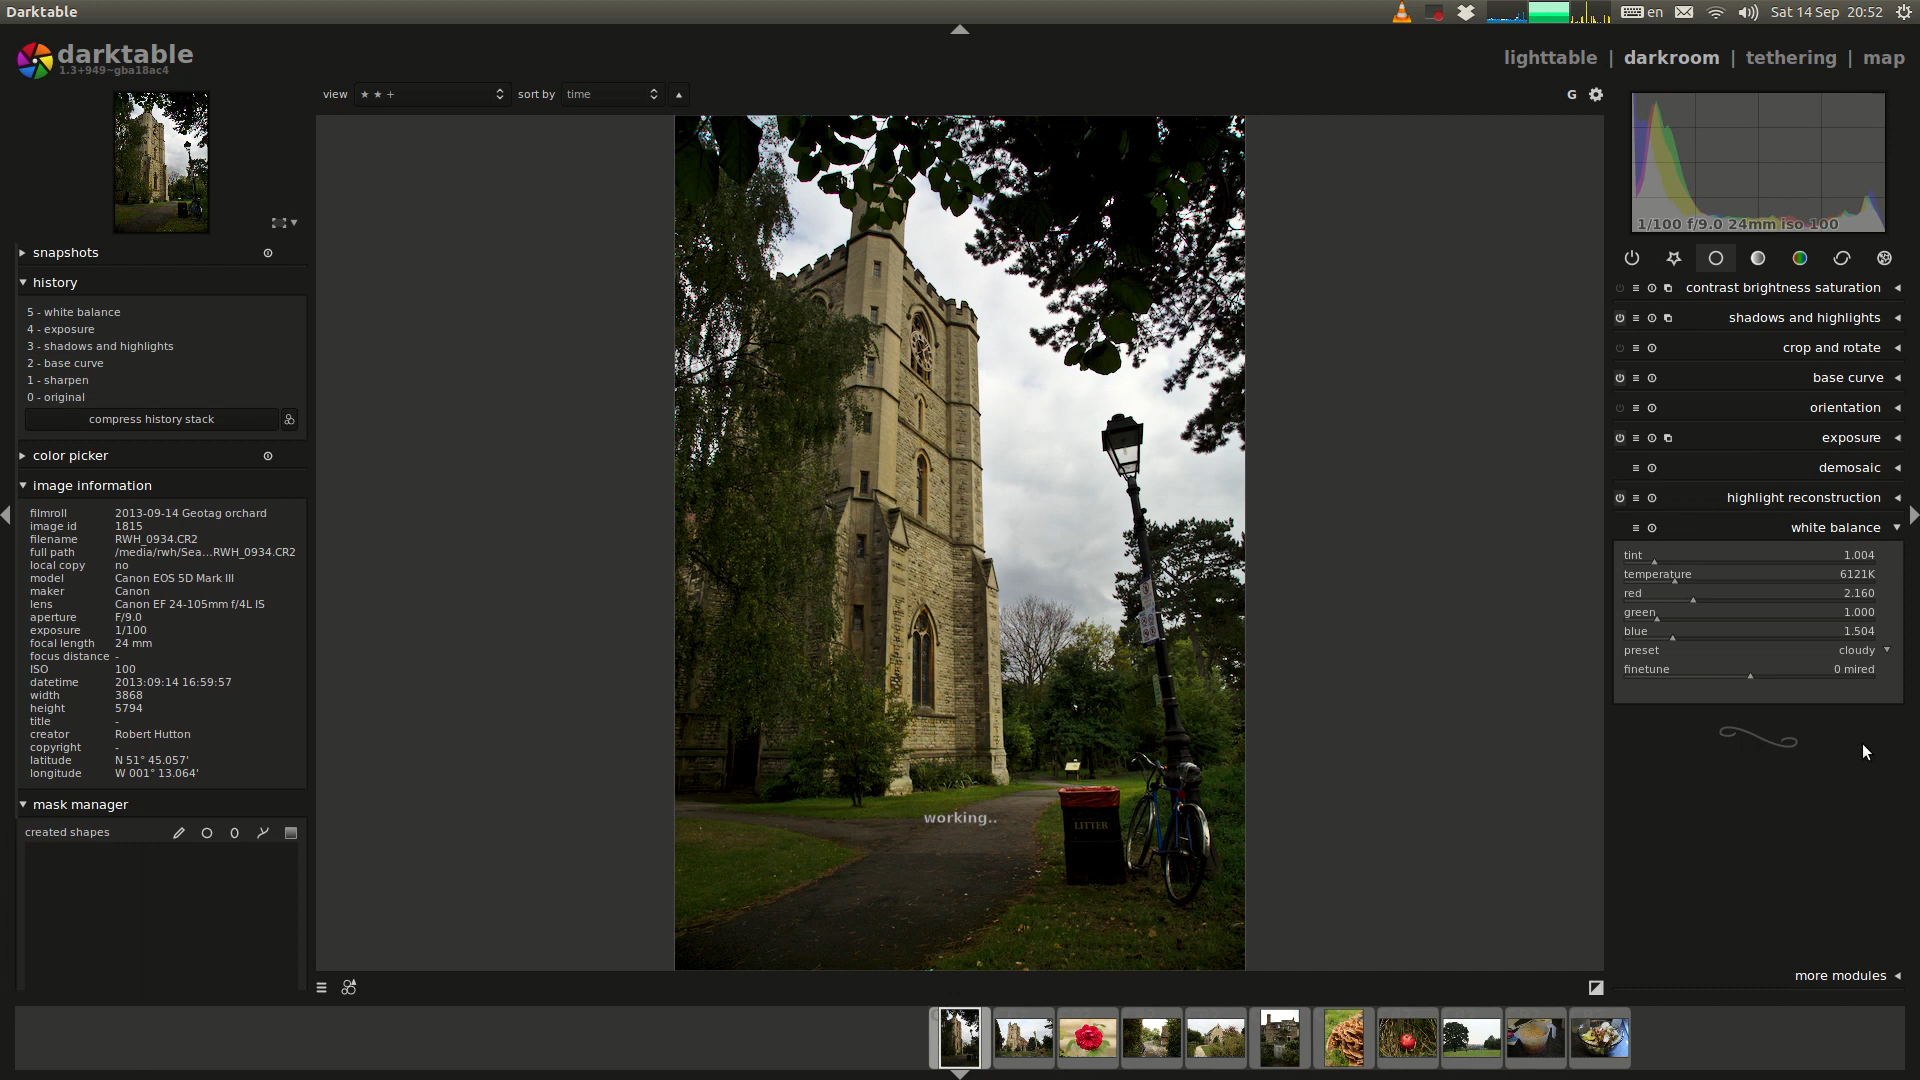 Darktable
en
Sat 14 Sep 20:52
darktable
1.3+949~gba18ac4
lighttable | darkroom | tethering | map
view ★ ★ + sort by time
G
snapshots
history
5 - white balance
4 - exposure
3 - shadows and highlights
2 - base curve
1 - sharpen
0 - original
compress history stack
color picker
image information
filmroll 2013-09-14 Geotag orchard
image id 1815
filename RWH_0934.CR2
full path /media/rwh/Sea...RWH_0934.CR2
local copy no
model Canon EOS 5D Mark III
maker Canon
lens Canon EF 24-105mm f/4L IS
aperture F/9.0
exposure 1/100
focal length 24 mm
focus distance -
ISO 100
datetime 2013:09:14 16:59:57
width 3868
height 5794
title -
creator Robert Hutton
copyright -
latitude N 51° 45.057'
longitude W 001° 13.064'
mask manager
created shapes
LITTER
working..
1/100 f/9.0 24mm iso 100
contrast brightness saturation
shadows and highlights
crop and rotate
base curve
orientation
exposure
demosaic
highlight reconstruction
white balance
tint 1.004
temperature 6121K
red 2.160
green 1.000
blue 1.504
preset cloudy
finetune 0 mired
more modules